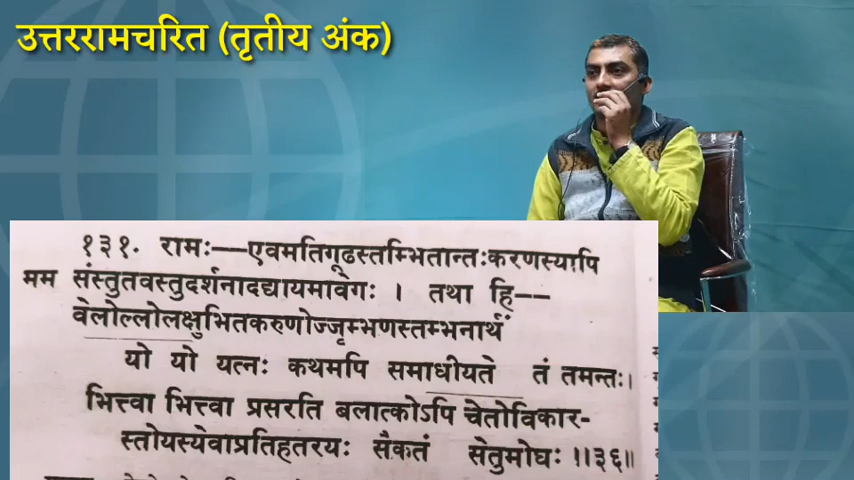 उत्तररामचरित (तृतीय अंक)
१३१. रामः—एवमतिगूढस्तम्भितान्तःकरणस्यापि
मम संस्तुतवस्तुदर्शनादद्यायमावेगः । तथा हि--
वेलोल्लोलक्षुभितकरुणोज्जृम्भणस्तम्भनार्थं
यो यो यत्नः कथमपि समाधीयते तं तमन्तः।
भित्त्वा भित्त्वा प्रसरति बलात्कोऽपि चेतोविकार-
स्तोयस्येवाप्रतिहतरयः सैकतं सेतुमोघः ।।३६।।